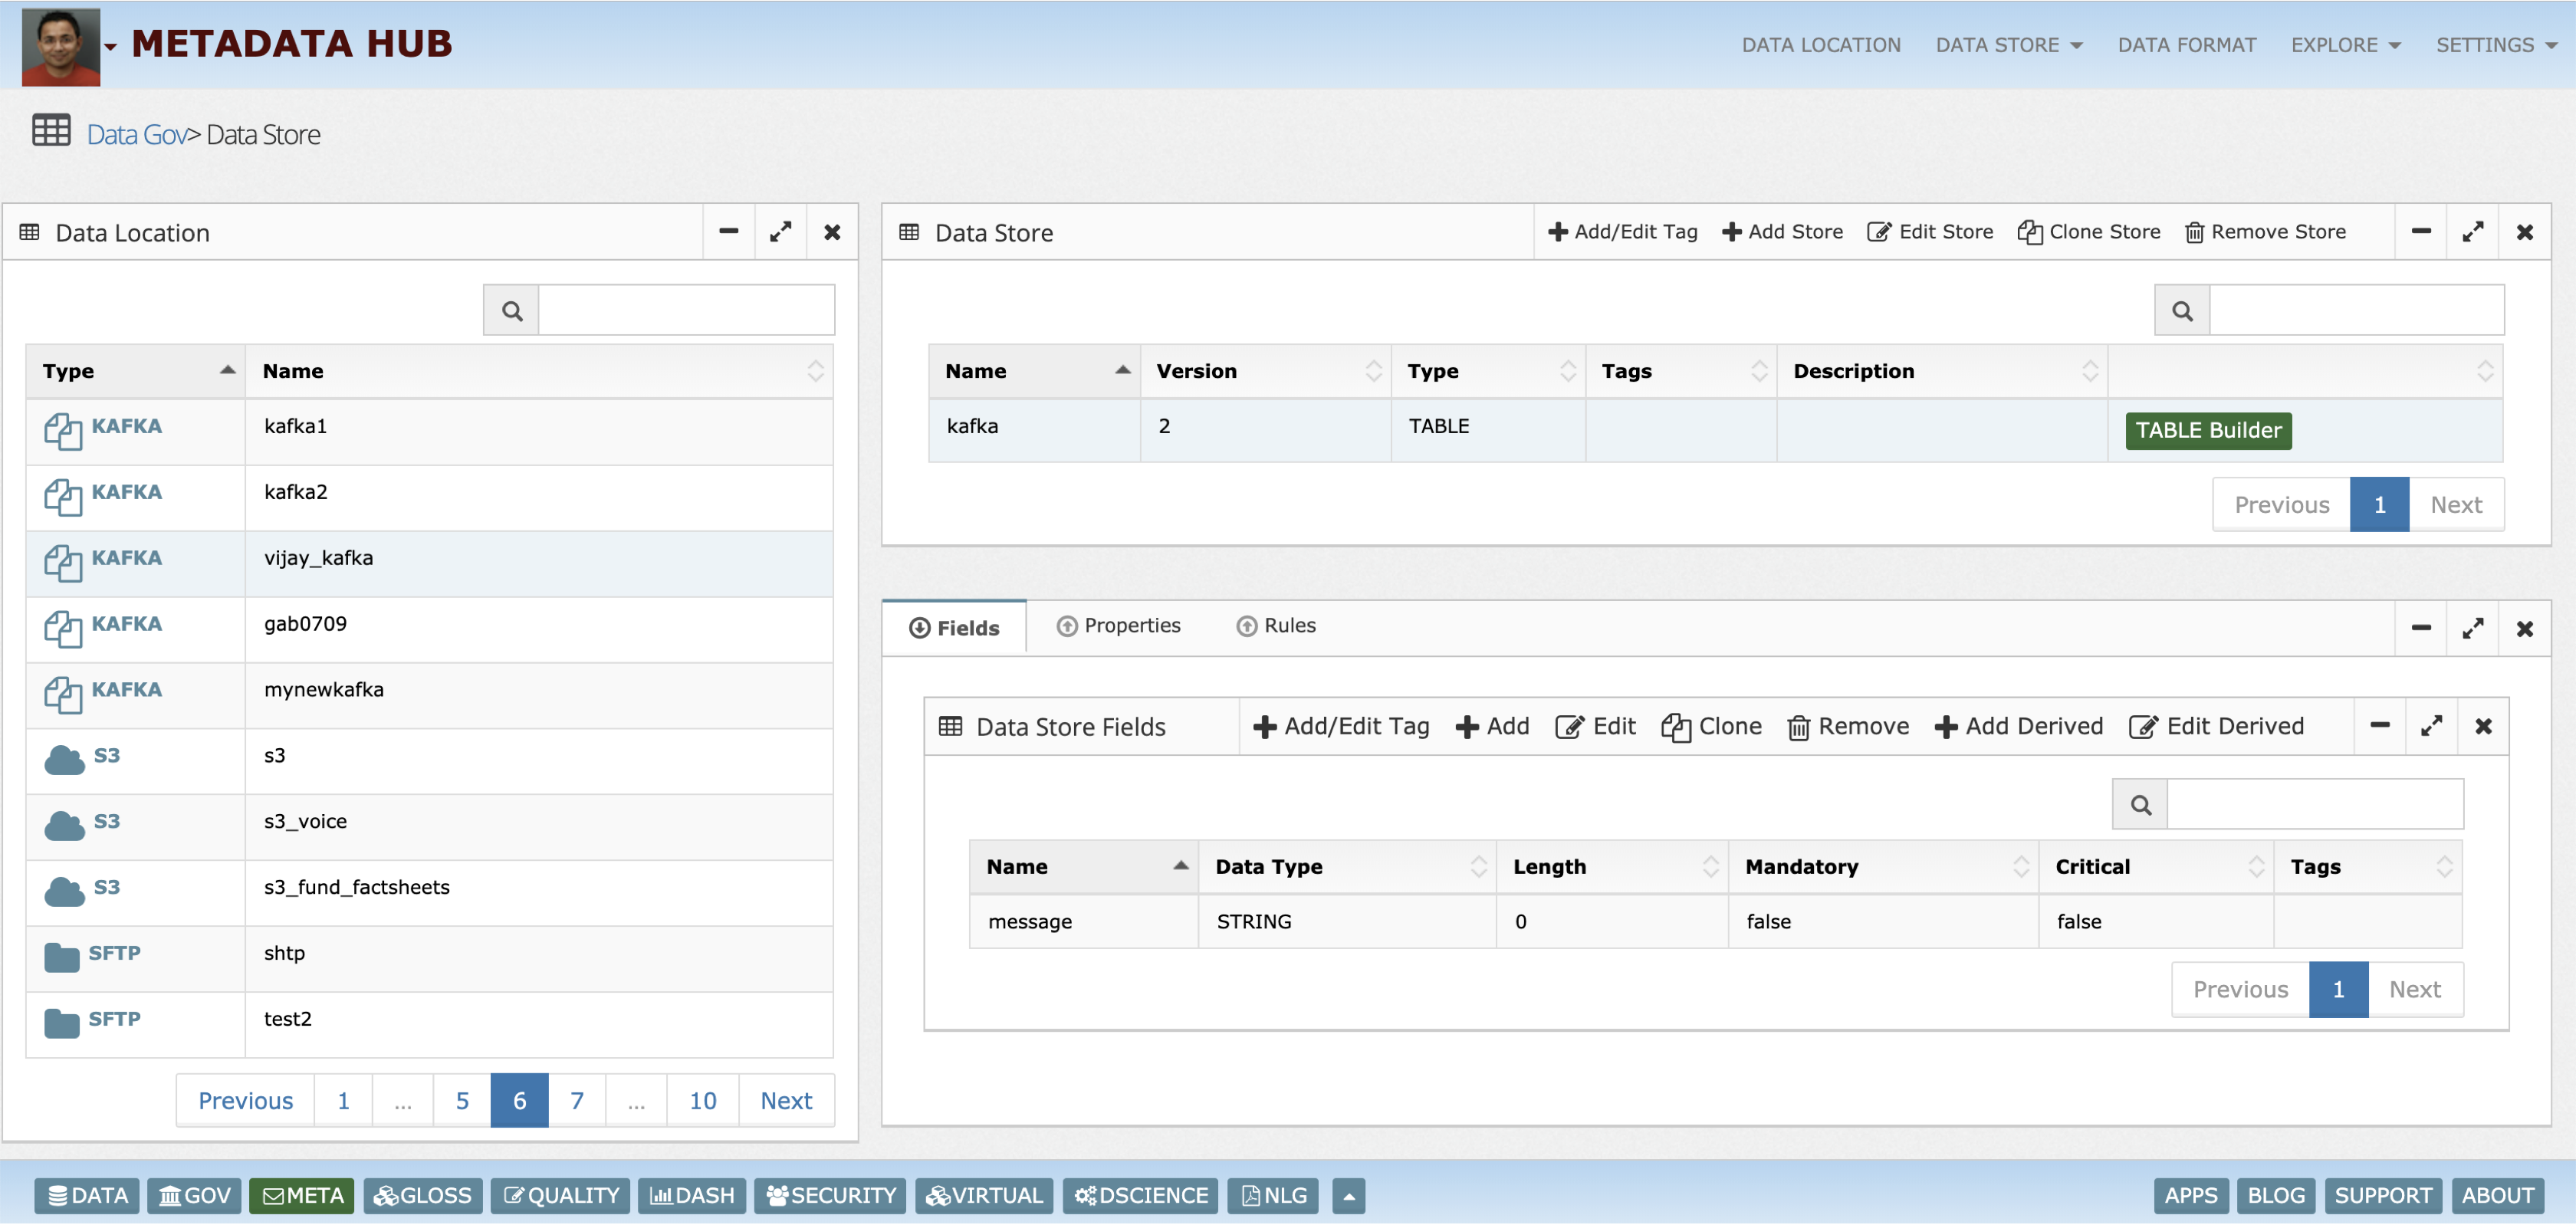 METADATA HUB
DATA LOCATION DATA STORE DATA FORMAT EXPLORE SETTINGS
Data Gov> Data Store
Data Location
Type Name
KAFKA kafka1
KAFKA kafka2
KAFKA vijay_kafka
KAFKA gab0709
KAFKA mynewkafka
S3 s3
S3 s3_voice
S3 s3_fund_factsheets
SFTP shtp
SFTP test2
Previous 1 ... 5 6 7 ... 10 Next
Data Store Add/Edit Tag Add Store Edit Store Clone Store Remove Store
Name Version Type Tags Description
kafka 2 TABLE TABLE Builder
Previous 1 Next
Fields Properties Rules
Data Store Fields Add/Edit Tag Add Edit Clone Remove Add Derived Edit Derived
Name Data Type Length Mandatory Critical Tags
message STRING 0 false false
Previous 1 Next
DATA GOV META GLOSS QUALITY DASH SECURITY VIRTUAL DSCIENCE NLG APPS BLOG SUPPORT ABOUT